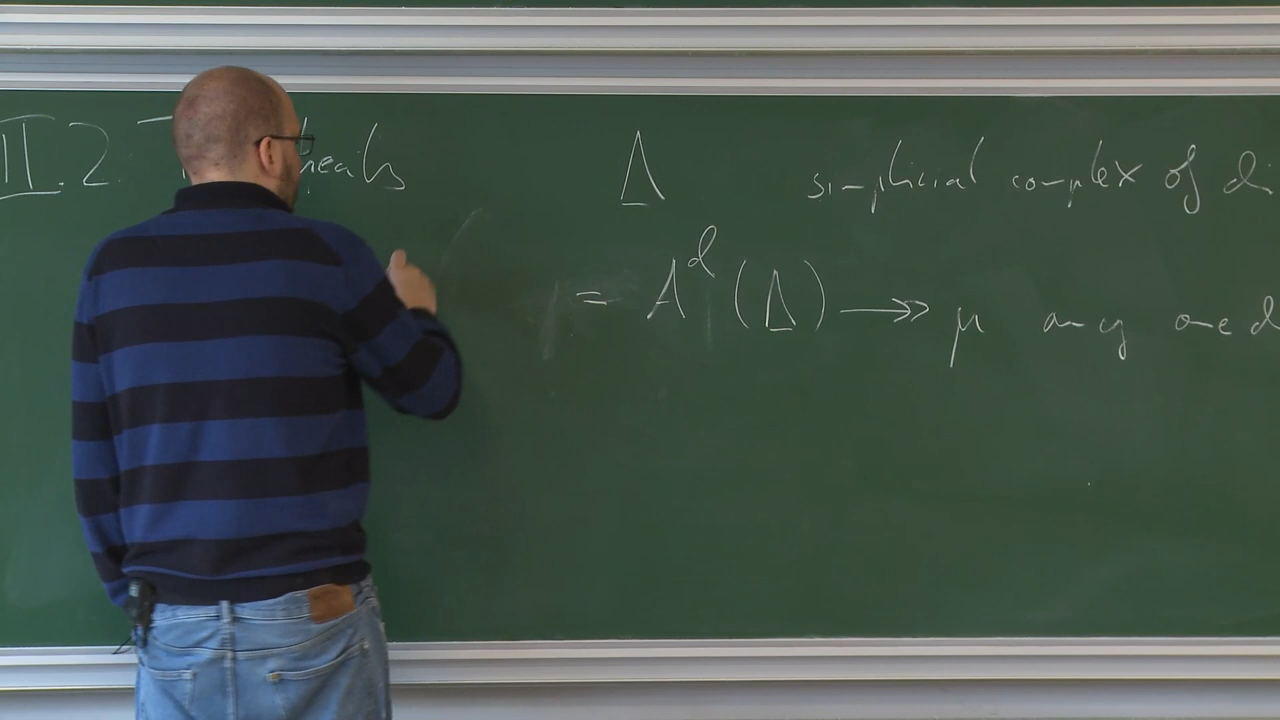 II.2. Δ simplicial complex of di
= A^d(Δ) ↠ μ any one d